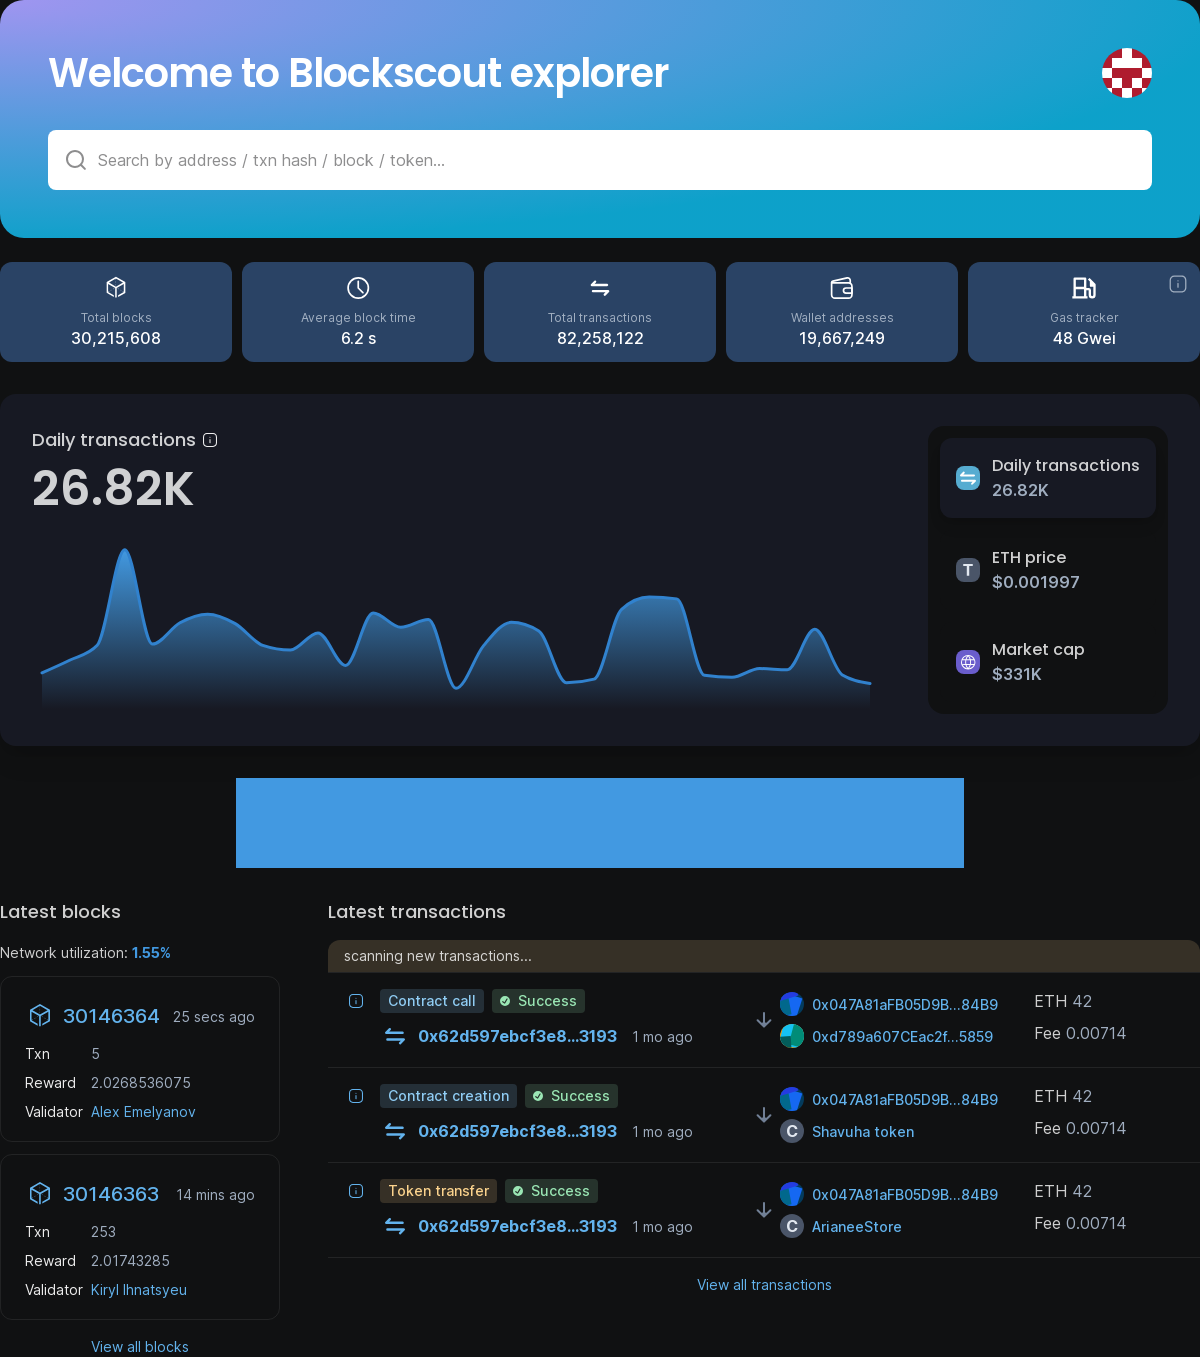 Welcome to Blockscout explorer
Search by address / txn hash / block / token...
Total blocks
30,215,608
Average block time
6.2 s
Total transactions
82,258,122
Wallet addresses
19,667,249
Gas tracker
48 Gwei
Daily transactions
26.82K
Daily transactions
26.82K
T
ETH price
$0.001997
Market cap
$331K
Latest blocks
Network utilization: 1.55%
30146364 25 secs ago
Txn 5
Reward 2.0268536075
Validator Alex Emelyanov
30146363 14 mins ago
Txn 253
Reward 2.01743285
Validator Kiryl Ihnatsyeu
View all blocks
Latest transactions
scanning new transactions...
Contract call Success
0x62d597ebcf3e8...3193 1 mo ago
0x047A81aFB05D9B...84B9
0xd789a607CEac2f...5859
ETH 42
Fee 0.00714
Contract creation Success
0x62d597ebcf3e8...3193 1 mo ago
0x047A81aFB05D9B...84B9
C Shavuha token
ETH 42
Fee 0.00714
Token transfer Success
0x62d597ebcf3e8...3193 1 mo ago
0x047A81aFB05D9B...84B9
C ArianeeStore
ETH 42
Fee 0.00714
View all transactions